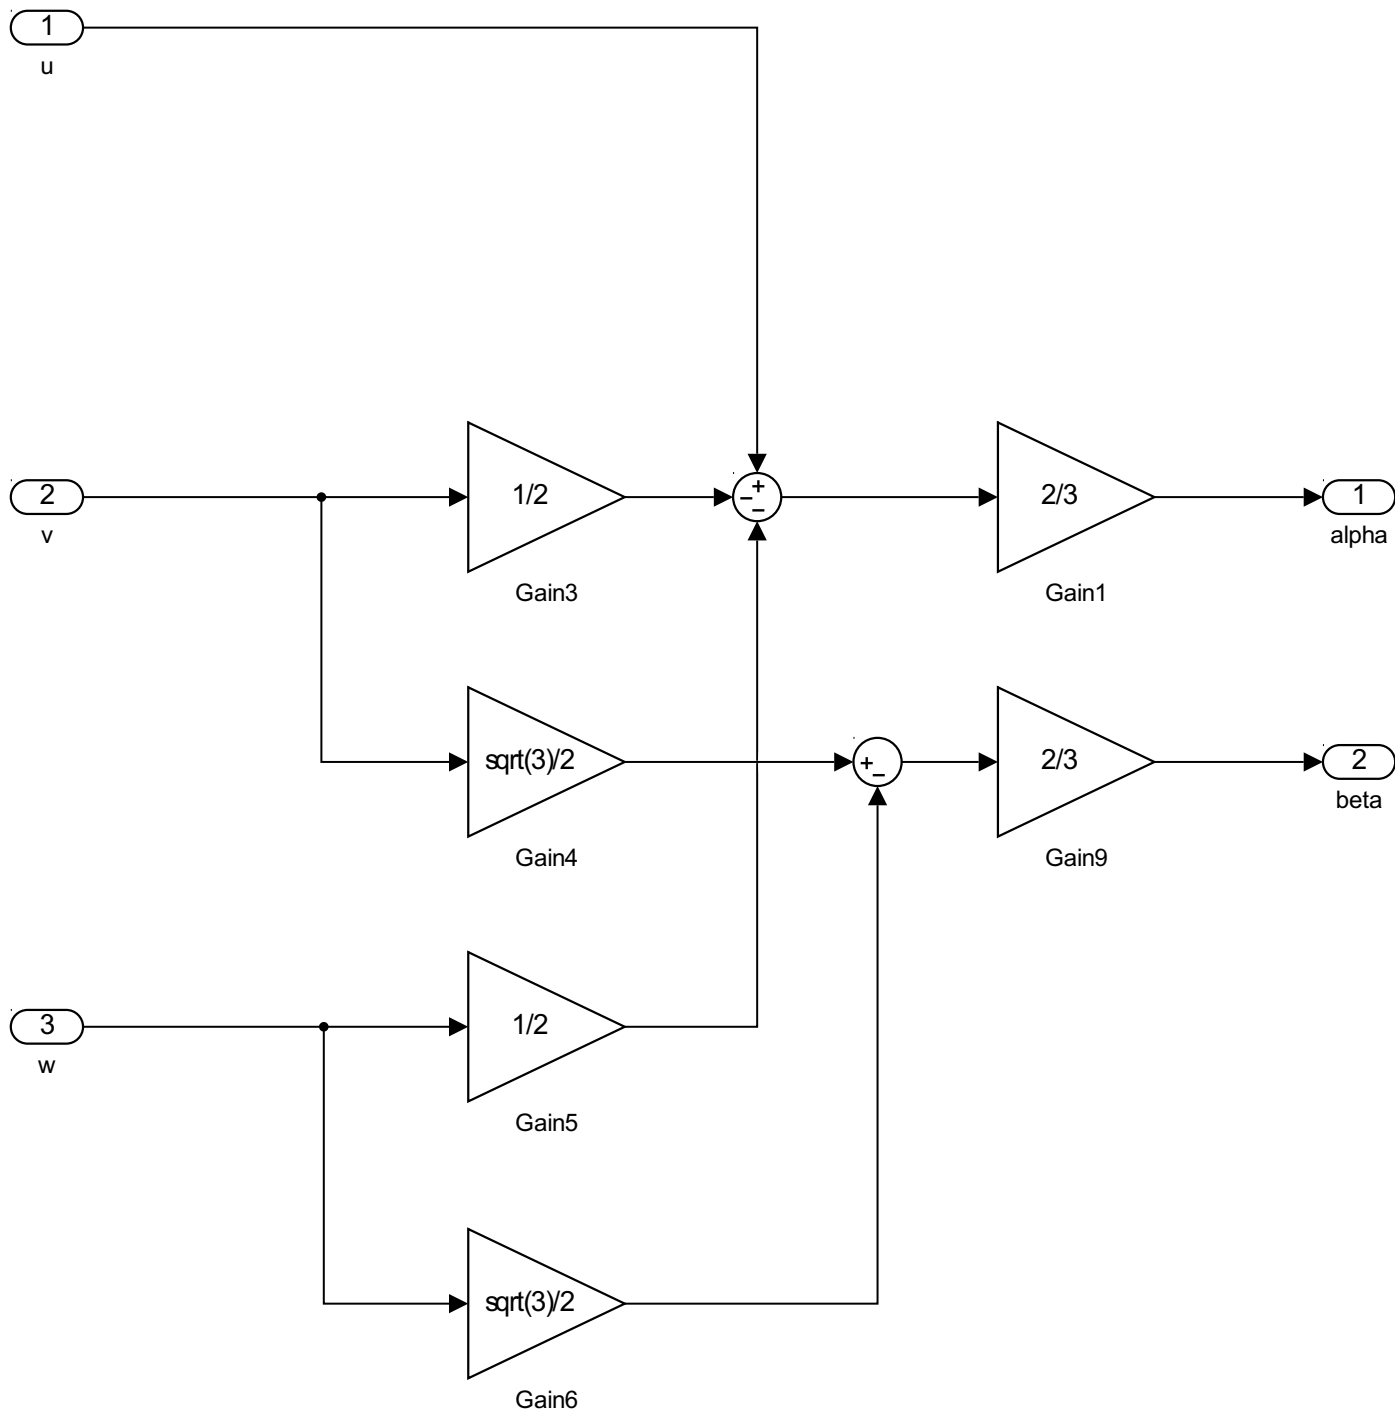 1
u
2
v
1/2
Gain3
+
−
−
2/3
Gain1
1
alpha
sqrt(3)/2
Gain4
+
−
2/3
Gain9
2
beta
3
w
1/2
Gain5
sqrt(3)/2
Gain6